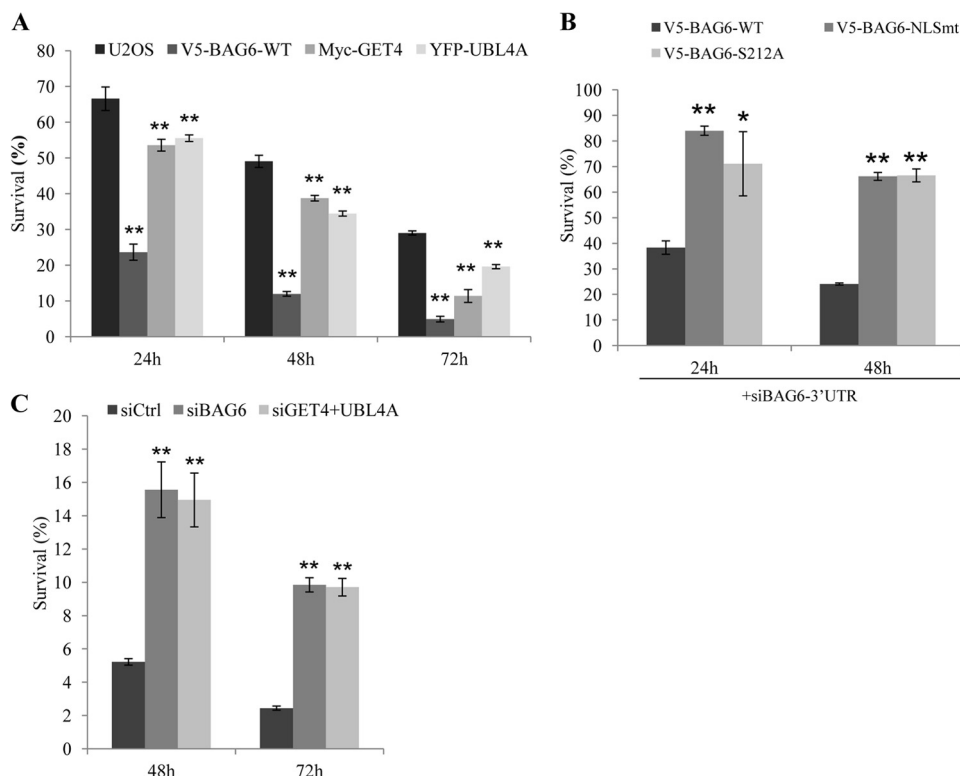 A
U2OS V5-BAG6-WT Myc-GET4 YFP-UBL4A
80
70
60
50
40
30
20
10
0
Survival (%)
** ** **
** ** **
** ** **
24h 48h 72h
B
V5-BAG6-WT V5-BAG6-NLSmt
V5-BAG6-S212A
100
90
80
70
60
50
40
30
20
10
0
Survival (%)
** *
** **
24h 48h
+siBAG6-3’UTR
C
siCtrl siBAG6 siGET4+UBL4A
20
18
16
14
12
10
8
6
4
2
0
Survival (%)
** **
** **
48h 72h